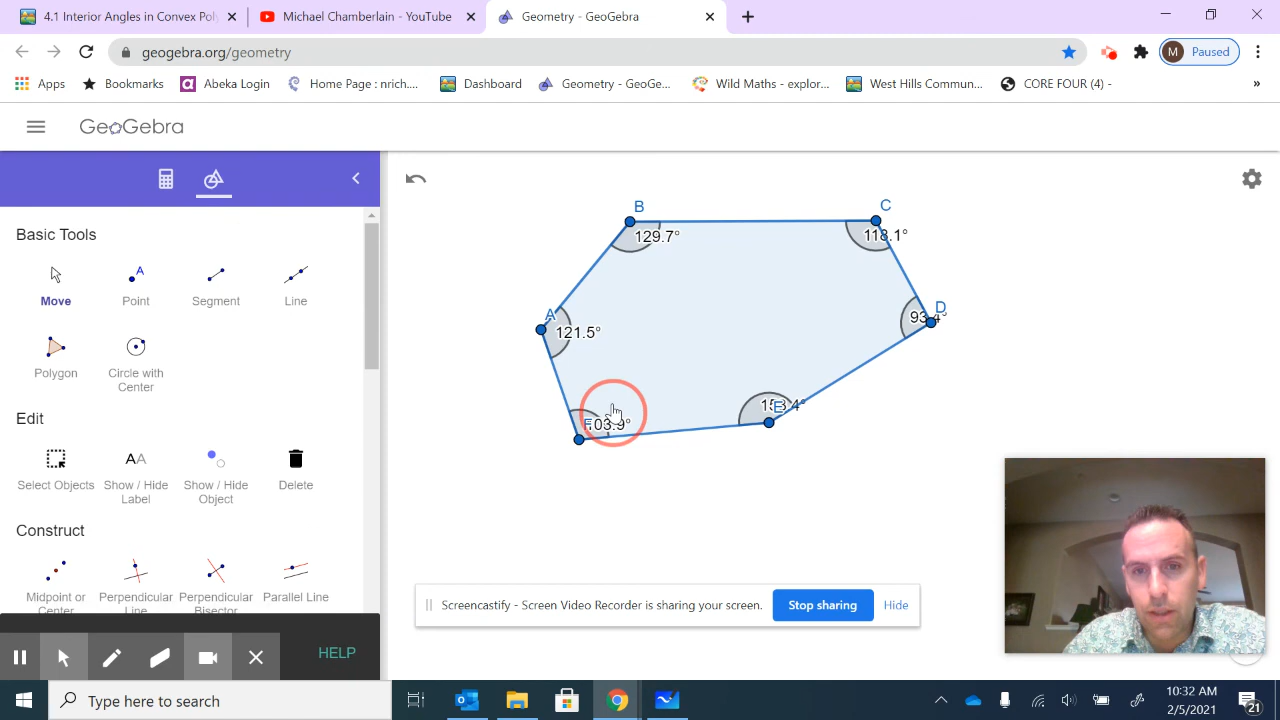 4.1 Interior Angles in Convex Pol
Michael Chamberlain - YouTube
Geometry - GeoGebra
geogebra.org/geometry
M Paused
Apps
Bookmarks
Abeka Login
Home Page : nrich....
Dashboard
Geometry - GeoGe...
Wild Maths - explor...
West Hills Commun...
CORE FOUR (4) -
»
GeoGebra
Basic Tools
Move
Point
Segment
Line
Polygon
Circle with
Center
Edit
Select Objects
Show / Hide
Label
Show / Hide
Object
Delete
Construct
Midpoint or
Center
Perpendicular
Line
Perpendicular
Bisector
Parallel Line
HELP
B
C
129.7°
118.1°
A
D
121.5°
E
Screencastify - Screen Video Recorder is sharing your screen.
Stop sharing
Hide
Type here to search
10:32 AM
2/5/2021
21